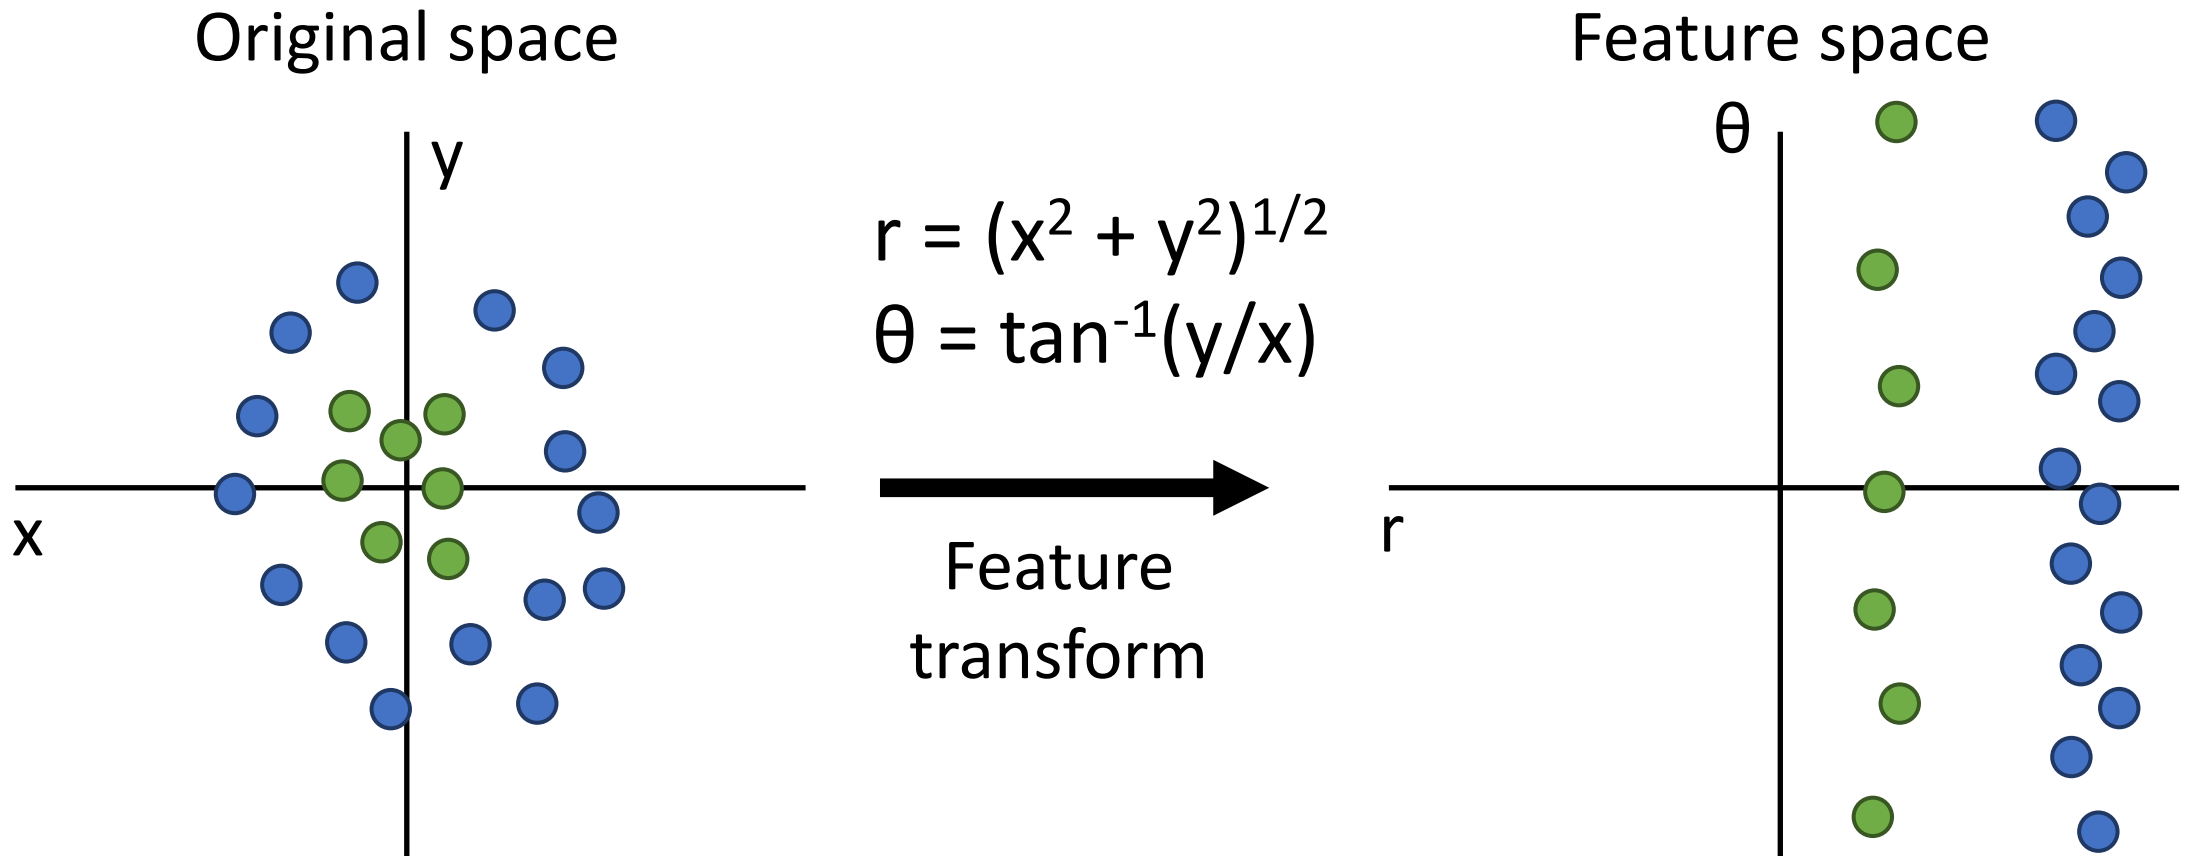 Original space
y
x
r = (x² + y²)¹/²
θ = tan⁻¹(y/x)
Feature
transform
Feature space
θ
r